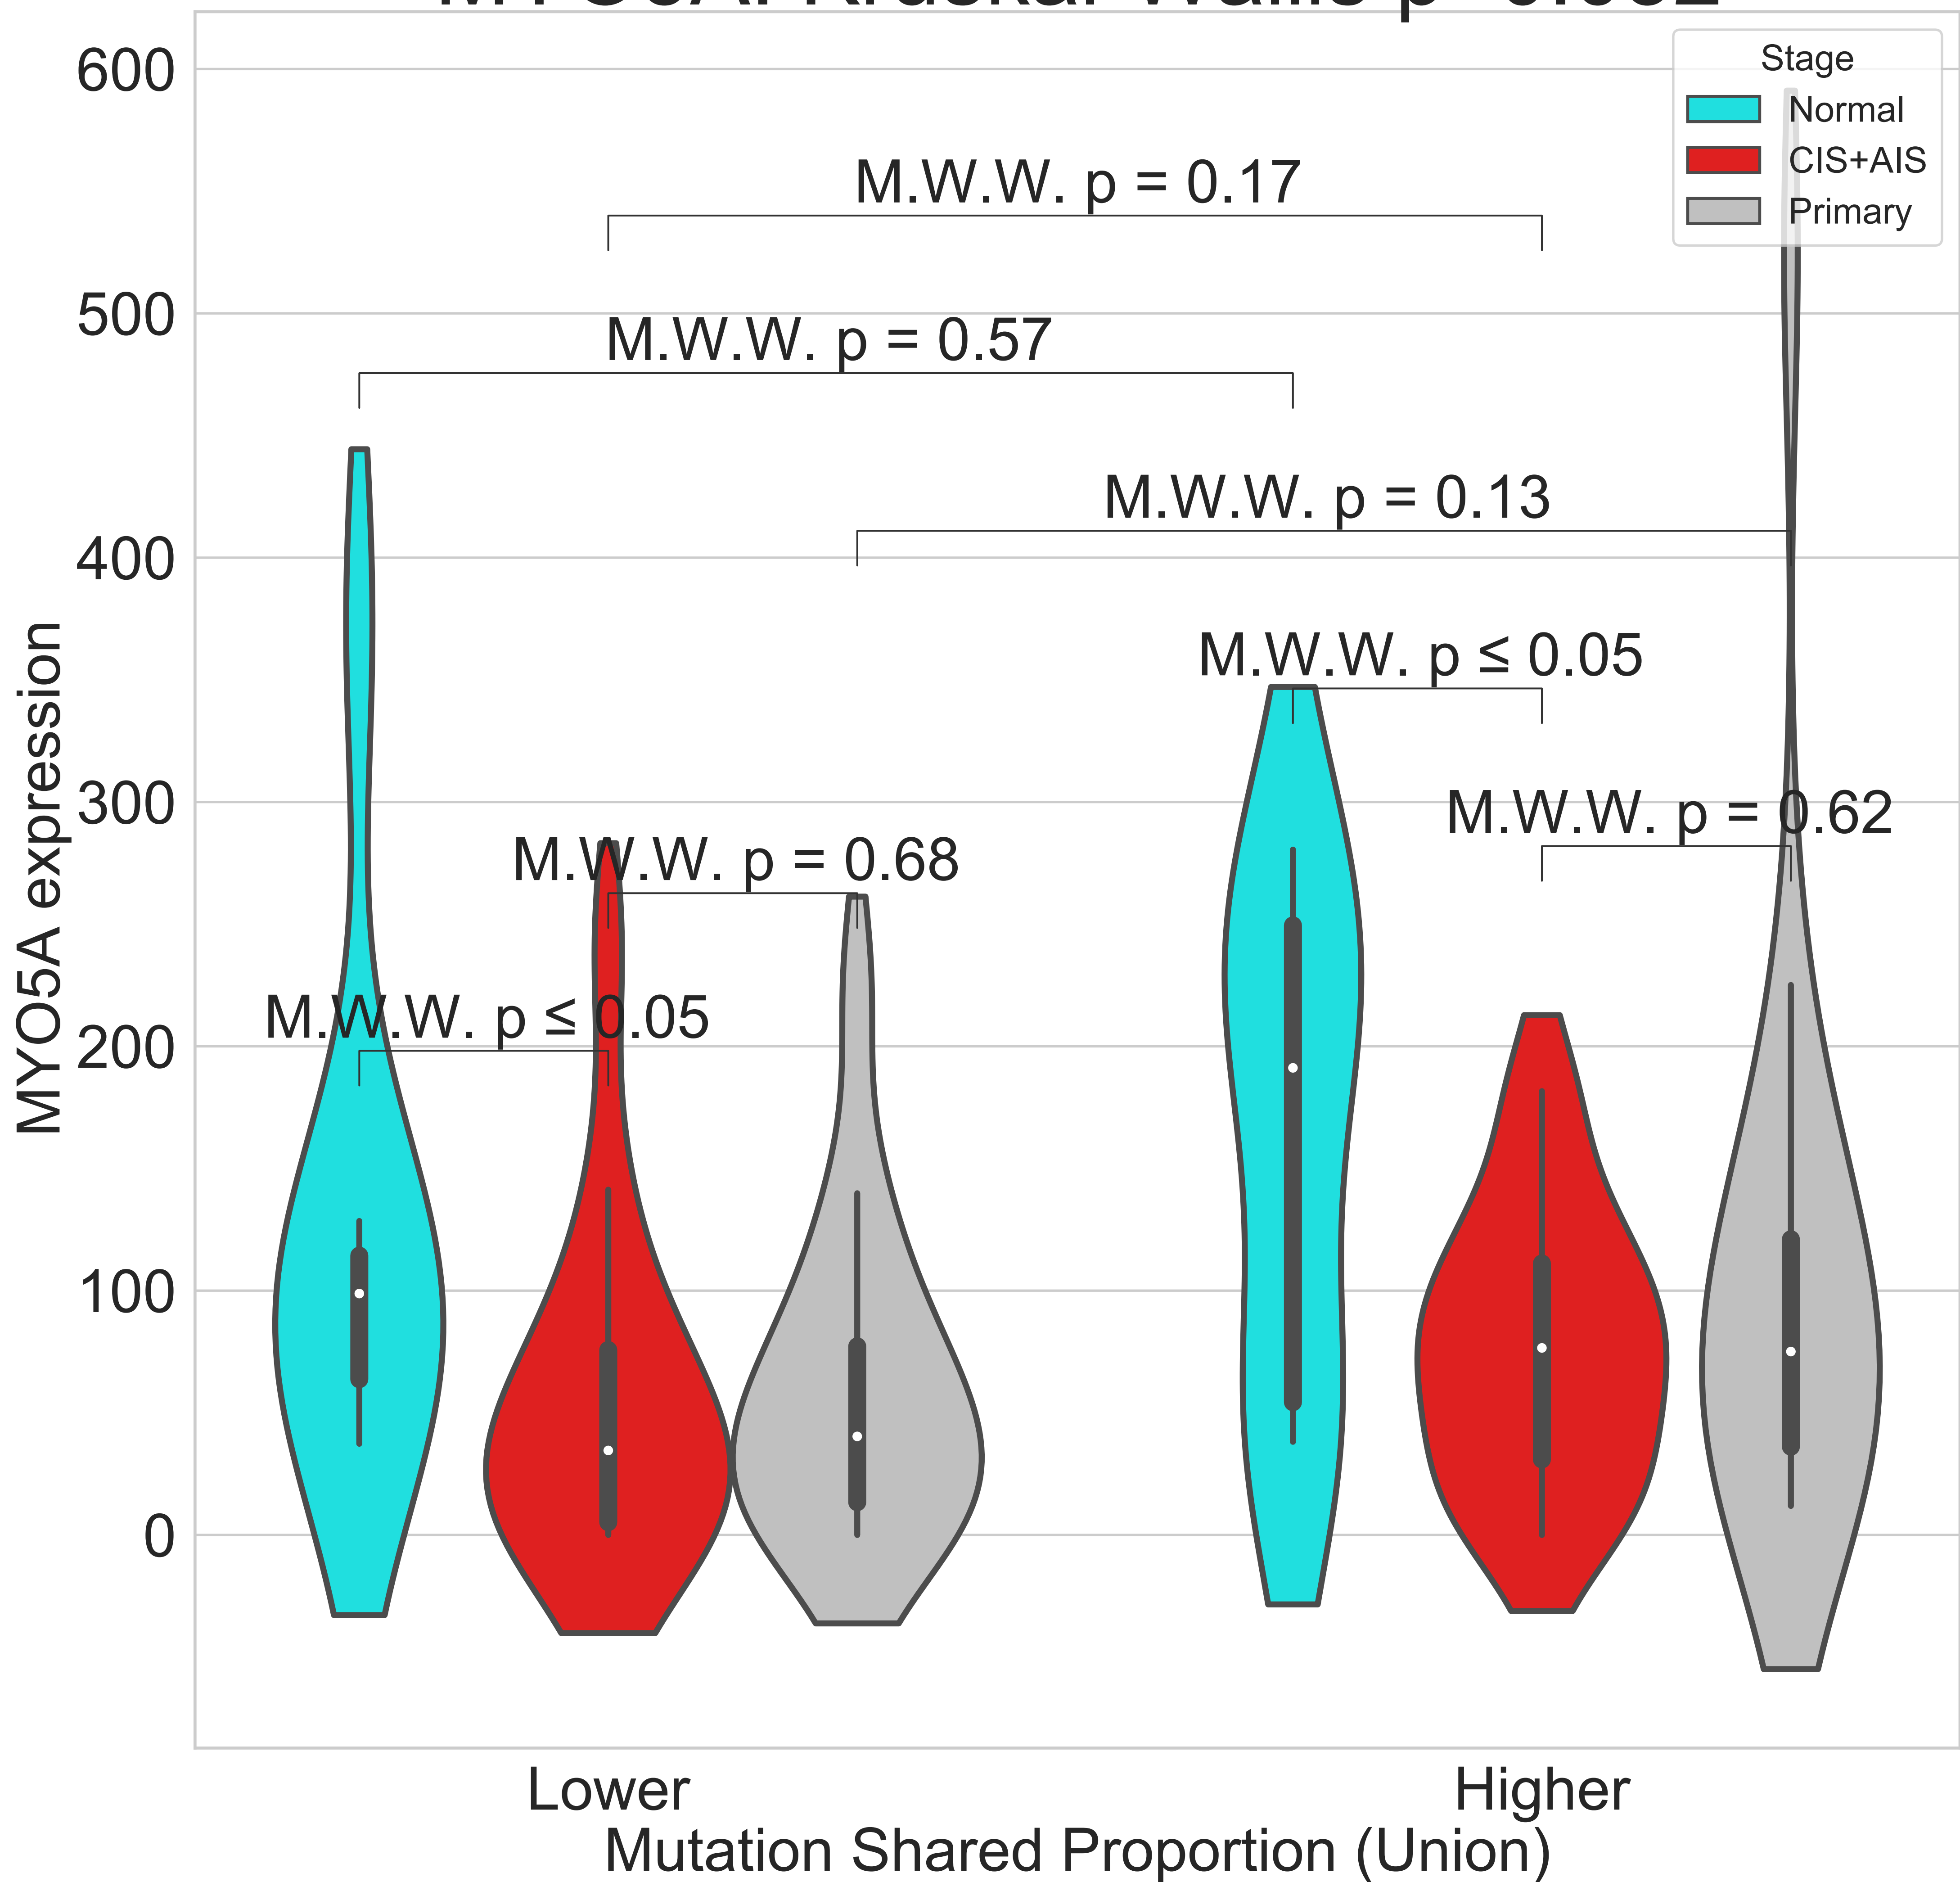 Stage
Normal
CIS+AIS
Primary
600
500
400
300
200
100
0
MYO5A expression
M.W.W. p = 0.17
M.W.W. p = 0.57
M.W.W. p = 0.13
M.W.W. p ≤ 0.05
M.W.W. p = 0.62
M.W.W. p = 0.68
M.W.W. p ≤ 0.05
Lower
Higher
Mutation Shared Proportion (Union)